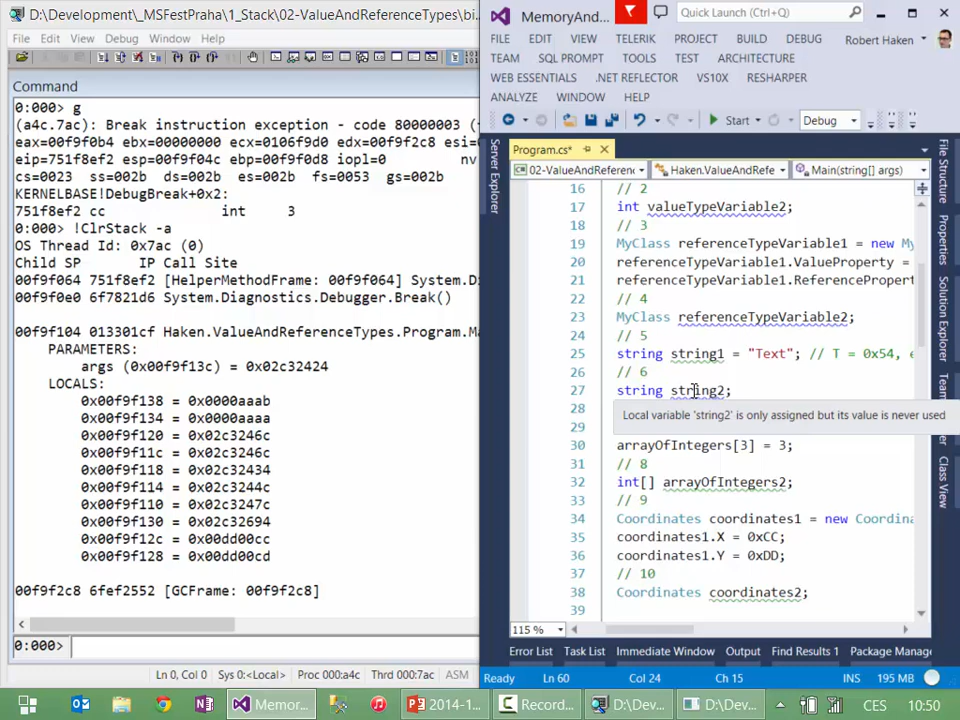 D:\Development\_MSFestPraha\1_Stack\02-ValueAndReferenceTypes\bi...
File Edit View Debug Window Help
Command
0:000> g
(a4c.7ac): Break instruction exception - code 80000003
eax=00f9f0b4 ebx=00000000 ecx=0106f9d0 edx=00f9f2c8 esi=
eip=751f8ef2 esp=00f9f04c ebp=00f9f0d8 iopl=0 nv
cs=0023 ss=002b ds=002b es=002b fs=0053 gs=002b
KERNELBASE!DebugBreak+0x2:
751f8ef2 cc int 3
0:000> !ClrStack -a
OS Thread Id: 0x7ac (0)
Child SP IP Call Site
00f9f064 751f8ef2 [HelperMethodFrame: 00f9f064] System.Di
00f9f0e0 6f7821d6 System.Diagnostics.Debugger.Break()
00f9f104 013301cf Haken.ValueAndReferenceTypes.Program.Ma
PARAMETERS:
args (0x00f9f13c) = 0x02c32424
LOCALS:
0x00f9f138 = 0x0000aaab
0x00f9f134 = 0x0000aaaa
0x00f9f120 = 0x02c3246c
0x00f9f11c = 0x02c3246c
0x00f9f118 = 0x02c32434
0x00f9f114 = 0x02c3244c
0x00f9f110 = 0x02c3247c
0x00f9f130 = 0x02c32694
0x00f9f12c = 0x00dd00cc
0x00f9f128 = 0x00dd00cd
00f9f2c8 6fef2552 [GCFrame: 00f9f2c8]
0:000>
Ln 0, Col 0 Sys 0:<Local> Proc 000:a4c Thrd 000:7ac ASM
MemoryAnd... Quick Launch (Ctrl+Q)
FILE EDIT VIEW TELERIK PROJECT BUILD DEBUG Robert Haken
TEAM SQL PROMPT TOOLS TEST ARCHITECTURE
WEB ESSENTIALS .NET REFLECTOR VS10X RESHARPER
ANALYZE WINDOW HELP
Start Debug
Program.cs*
02-ValueAndReferenc Haken.ValueAndRefe Main(string[] args)
16 // 2
17 int valueTypeVariable2;
18 // 3
19 MyClass referenceTypeVariable1 = new My
20 referenceTypeVariable1.ValueProperty =
21 referenceTypeVariable1.ReferenceProper
22 // 4
23 MyClass referenceTypeVariable2;
24 // 5
25 string string1 = "Text"; // T = 0x54, e
26 // 6
27 string string2;
28
Local variable 'string2' is only assigned but its value is never used
29
30 arrayOfIntegers[3] = 3;
31 // 8
32 int[] arrayOfIntegers2;
33 // 9
34 Coordinates coordinates1 = new Coordina
35 coordinates1.X = 0xCC;
36 coordinates1.Y = 0xDD;
37 // 10
38 Coordinates coordinates2;
39
115 %
Server Explorer
File Structure
Properties
Solution Explorer
Team
Class View
Error List Task List Immediate Window Output Find Results 1 Package Manag
Ready Ln 60 Col 24 Ch 15 INS 195 MB
Memor... 2014-1... Record... D:\Dev... D:\Dev... CES 10:50